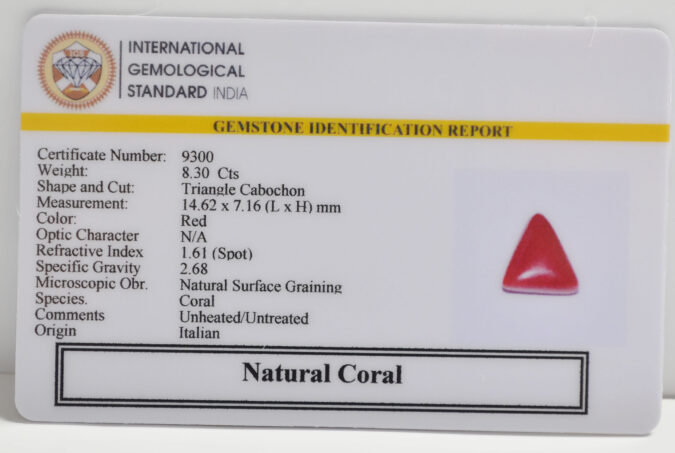 INTERNATIONAL
GEMOLOGICAL
STANDARD INDIA
GEMSTONE IDENTIFICATION REPORT
Certificate Number: 9300
Weight: 8.30 Cts
Shape and Cut: Triangle Cabochon
Measurement: 14.62 x 7.16 (L x H) mm
Color: Red
Optic Character N/A
Refractive Index 1.61 (Spot)
Specific Gravity 2.68
Microscopic Obr. Natural Surface Graining
Species. Coral
Comments Unheated/Untreated
Origin Italian
Natural Coral